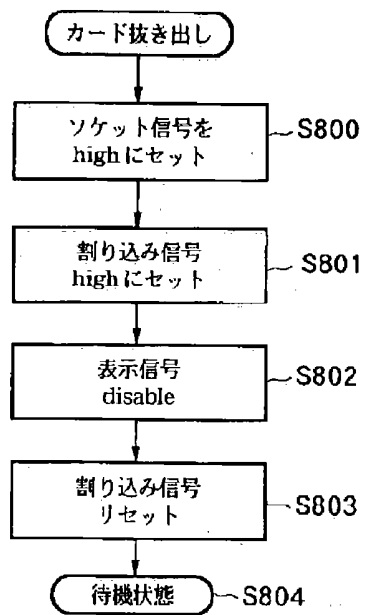 カード抜き出し
ソケット信号を
highにセット
S800
割り込み信号
highにセット
S801
表示信号
disable
S802
割り込み信号
リセット
S803
待機状態
S804